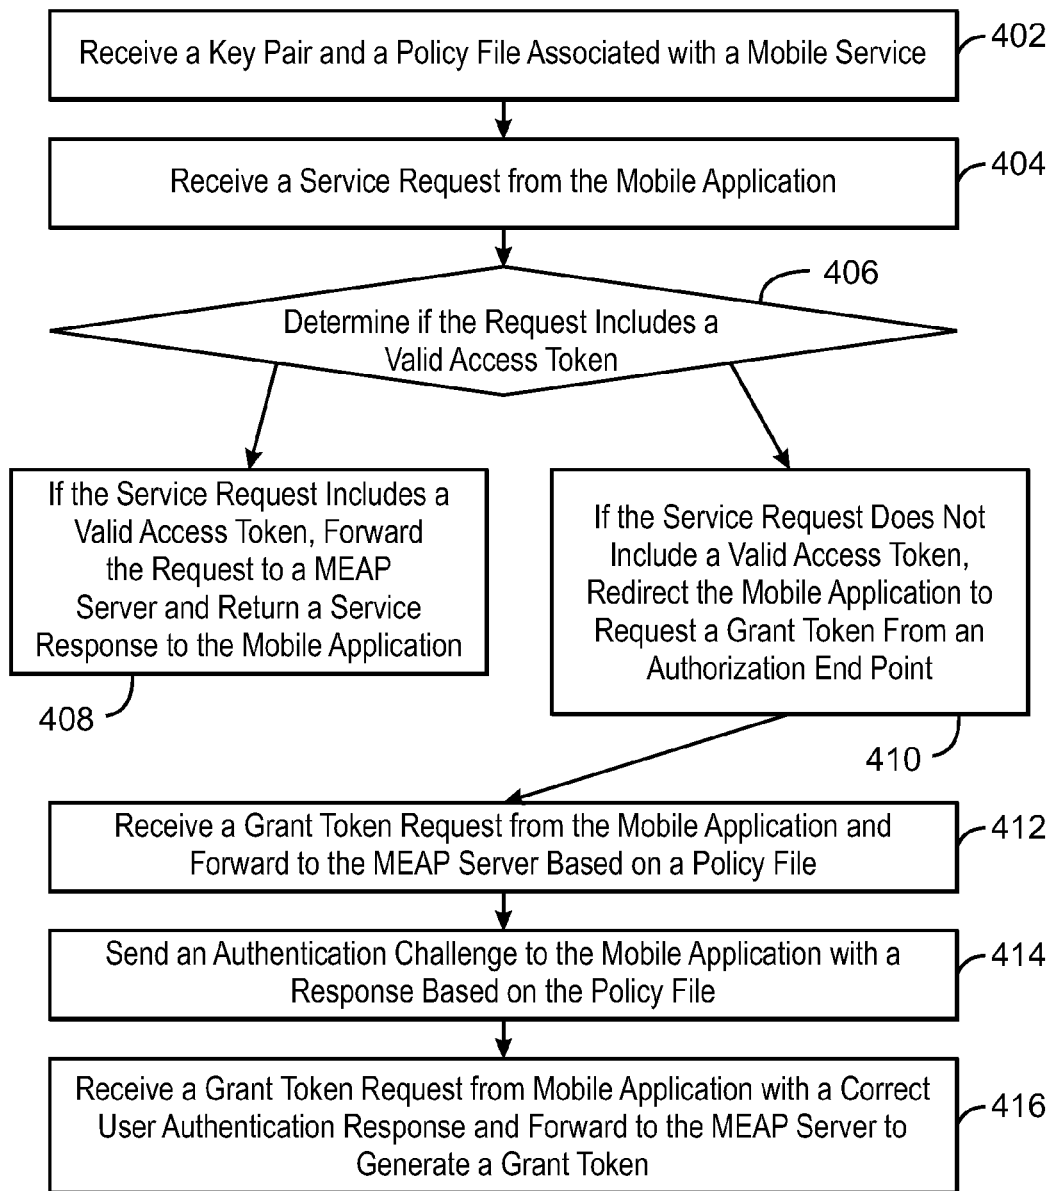 Receive a Key Pair and a Policy File Associated with a Mobile Service
402
Receive a Service Request from the Mobile Application
404
406
Determine if the Request Includes a
Valid Access Token
If the Service Request Includes a
Valid Access Token, Forward
the Request to a MEAP
Server and Return a Service
Response to the Mobile Application
408
If the Service Request Does Not
Include a Valid Access Token,
Redirect the Mobile Application to
Request a Grant Token From an
Authorization End Point
410
Receive a Grant Token Request from the Mobile Application and
Forward to the MEAP Server Based on a Policy File
412
Send an Authentication Challenge to the Mobile Application with a
Response Based on the Policy File
414
Receive a Grant Token Request from Mobile Application with a Correct
User Authentication Response and Forward to the MEAP Server to
Generate a Grant Token
416